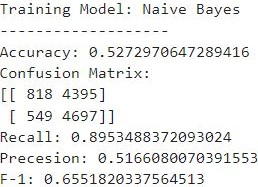 Training Model: Naive Bayes
-------------------
Accuracy: 0.5272970647289416
Confusion Matrix:
[[ 818 4395]
 [ 549 4697]]
Recall: 0.8953488372093024
Precesion: 0.5166080070391553
F-1: 0.6551820337564513